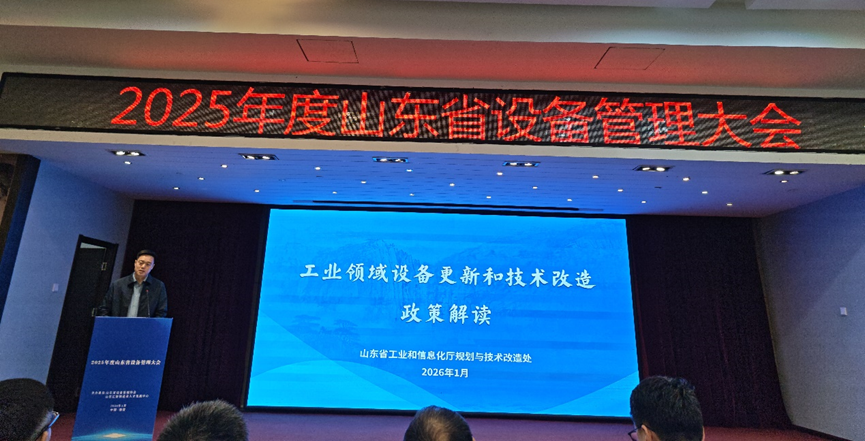 2025年度山东省设备管理大会
工业领域设备更新和技术改造
政策解读
山东省工业和信息化厅规划与技术改造处
2026年1月
2025年度山东省设备管理大会